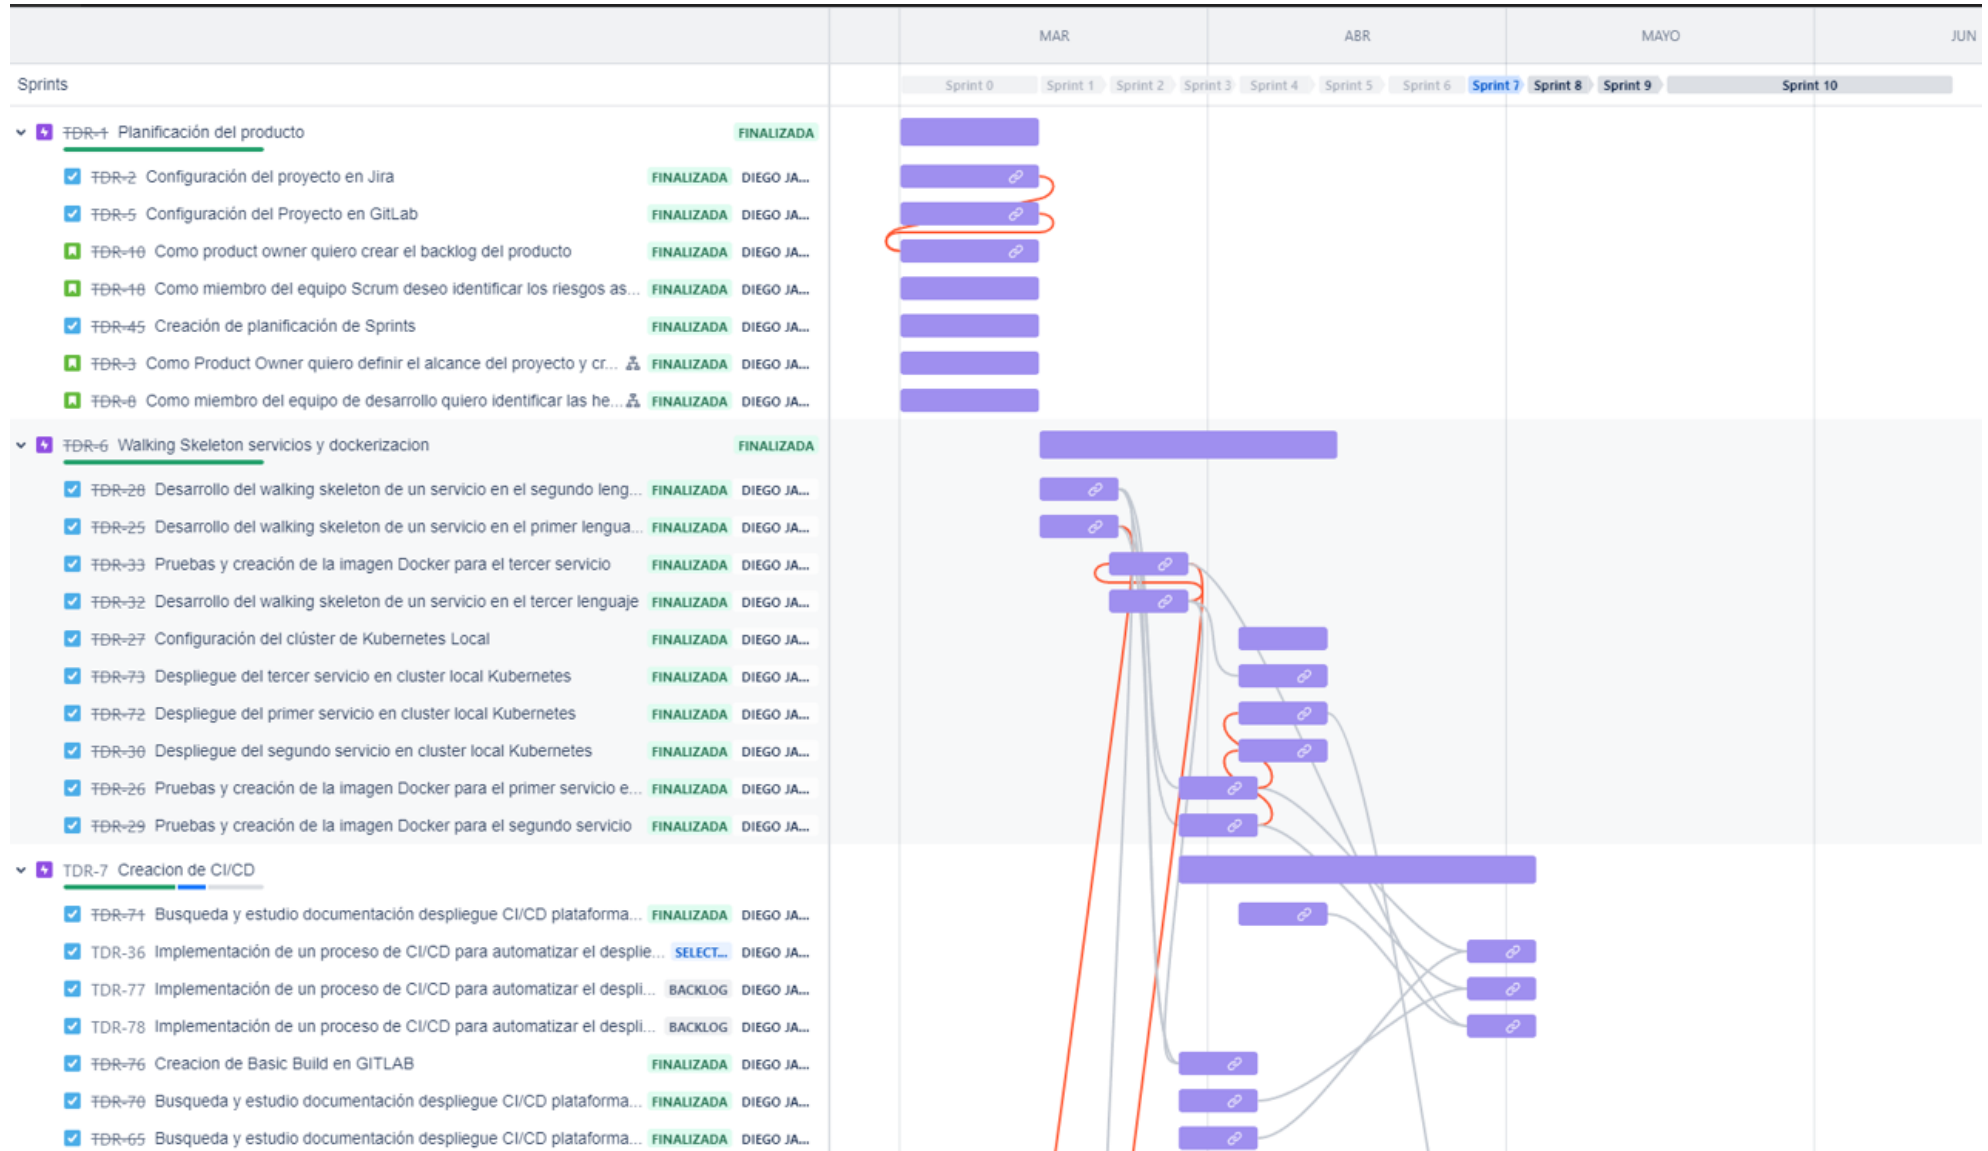 MAR ABR MAYO JUN
Sprints Sprint 0 Sprint 1 Sprint 2 Sprint 3 Sprint 4 Sprint 5 Sprint 6 Sprint 7 Sprint 8 Sprint 9 Sprint 10
TDR-1 Planificación del producto FINALIZADA
TDR-2 Configuración del proyecto en Jira FINALIZADA DIEGO JA...
TDR-5 Configuración del Proyecto en GitLab FINALIZADA DIEGO JA...
TDR-10 Como product owner quiero crear el backlog del producto FINALIZADA DIEGO JA...
TDR-18 Como miembro del equipo Scrum deseo identificar los riesgos as... FINALIZADA DIEGO JA...
TDR-45 Creación de planificación de Sprints FINALIZADA DIEGO JA...
TDR-3 Como Product Owner quiero definir el alcance del proyecto y cr... FINALIZADA DIEGO JA...
TDR-8 Como miembro del equipo de desarrollo quiero identificar las he... FINALIZADA DIEGO JA...
TDR-6 Walking Skeleton servicios y dockerizacion FINALIZADA
TDR-28 Desarrollo del walking skeleton de un servicio en el segundo leng... FINALIZADA DIEGO JA...
TDR-25 Desarrollo del walking skeleton de un servicio en el primer lengua... FINALIZADA DIEGO JA...
TDR-33 Pruebas y creación de la imagen Docker para el tercer servicio FINALIZADA DIEGO JA...
TDR-32 Desarrollo del walking skeleton de un servicio en el tercer lenguaje FINALIZADA DIEGO JA...
TDR-27 Configuración del clúster de Kubernetes Local FINALIZADA DIEGO JA...
TDR-73 Despliegue del tercer servicio en cluster local Kubernetes FINALIZADA DIEGO JA...
TDR-72 Despliegue del primer servicio en cluster local Kubernetes FINALIZADA DIEGO JA...
TDR-30 Despliegue del segundo servicio en cluster local Kubernetes FINALIZADA DIEGO JA...
TDR-26 Pruebas y creación de la imagen Docker para el primer servicio e... FINALIZADA DIEGO JA...
TDR-29 Pruebas y creación de la imagen Docker para el segundo servicio FINALIZADA DIEGO JA...
TDR-7 Creacion de CI/CD
TDR-71 Busqueda y estudio documentación despliegue CI/CD plataforma... FINALIZADA DIEGO JA...
TDR-36 Implementación de un proceso de CI/CD para automatizar el desplie... SELECT... DIEGO JA...
TDR-77 Implementación de un proceso de CI/CD para automatizar el despli... BACKLOG DIEGO JA...
TDR-78 Implementación de un proceso de CI/CD para automatizar el despli... BACKLOG DIEGO JA...
TDR-76 Creacion de Basic Build en GITLAB FINALIZADA DIEGO JA...
TDR-70 Busqueda y estudio documentación despliegue CI/CD plataforma... FINALIZADA DIEGO JA...
TDR-65 Busqueda y estudio documentación despliegue CI/CD plataforma... FINALIZADA DIEGO JA...